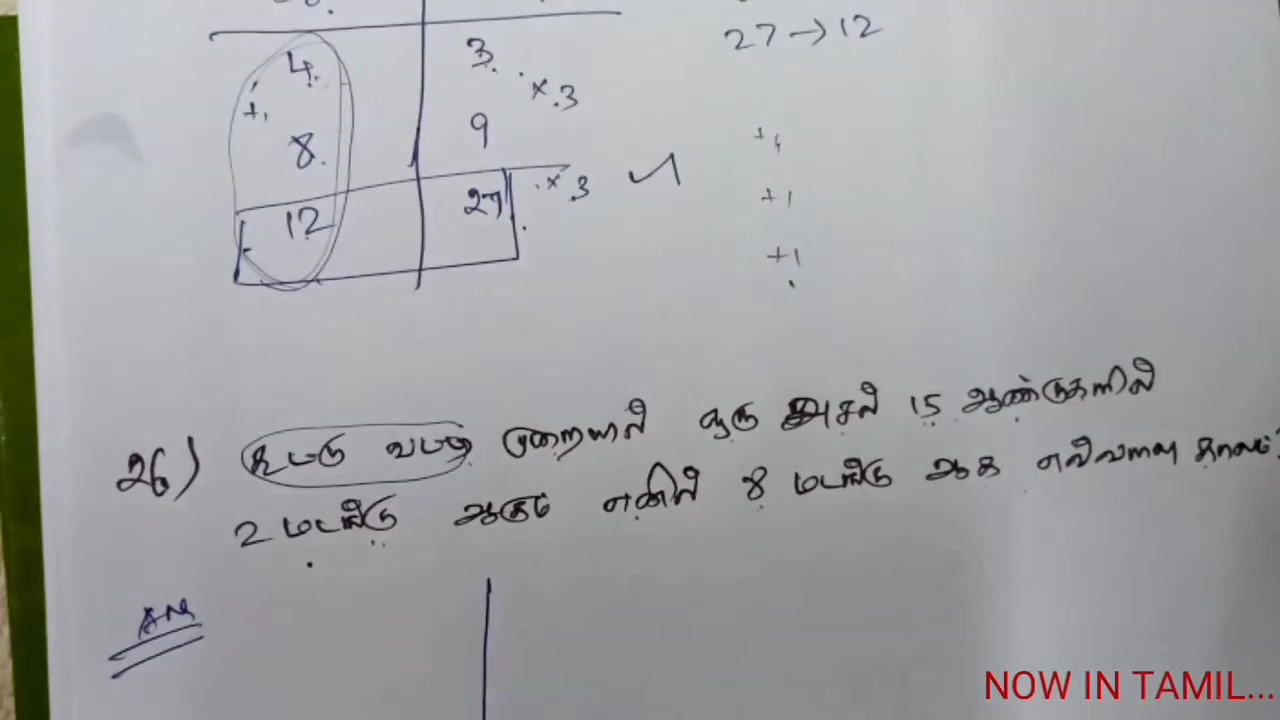 27 → 12
4 3
+1 × 3
8 9
12 27 × 3
+4
+1
+1
26) கூட்டு வட்டி முறையில் ஒரு அசல் 15 ஆண்டுகளில்
2 மடங்கு ஆகும் எனில் 8 மடங்கு ஆக எவ்வளவு காலம்?
Ans
NOW IN TAMIL...